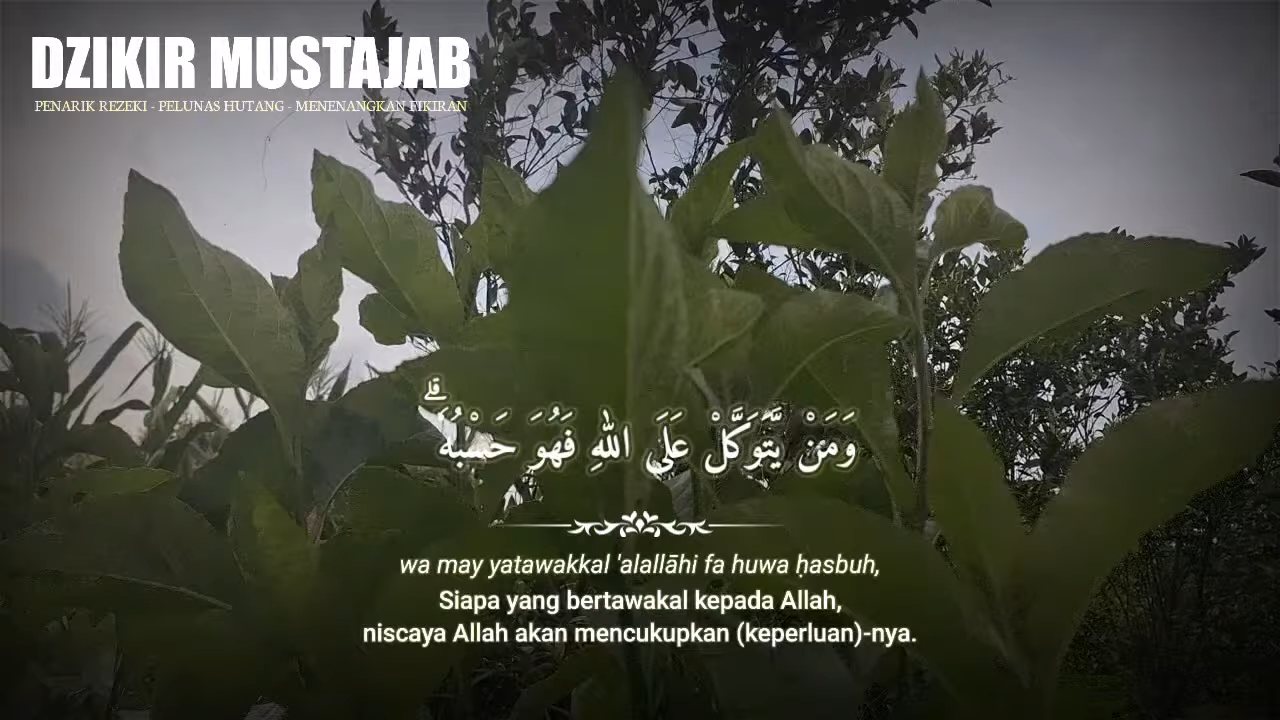 DZIKIR MUSTAJAB
PENARIK REZEKI - PELUNAS HUTANG - MENENANGKAN FIKIRAN
وَمَنْ يَّتَوَكَّلْ عَلَى اللّٰهِ فَهُوَ حَسْبُهٗ ۗ
wa may yatawakkal 'alallāhi fa huwa ḥasbuh,
Siapa yang bertawakal kepada Allah,
niscaya Allah akan mencukupkan (keperluan)-nya.